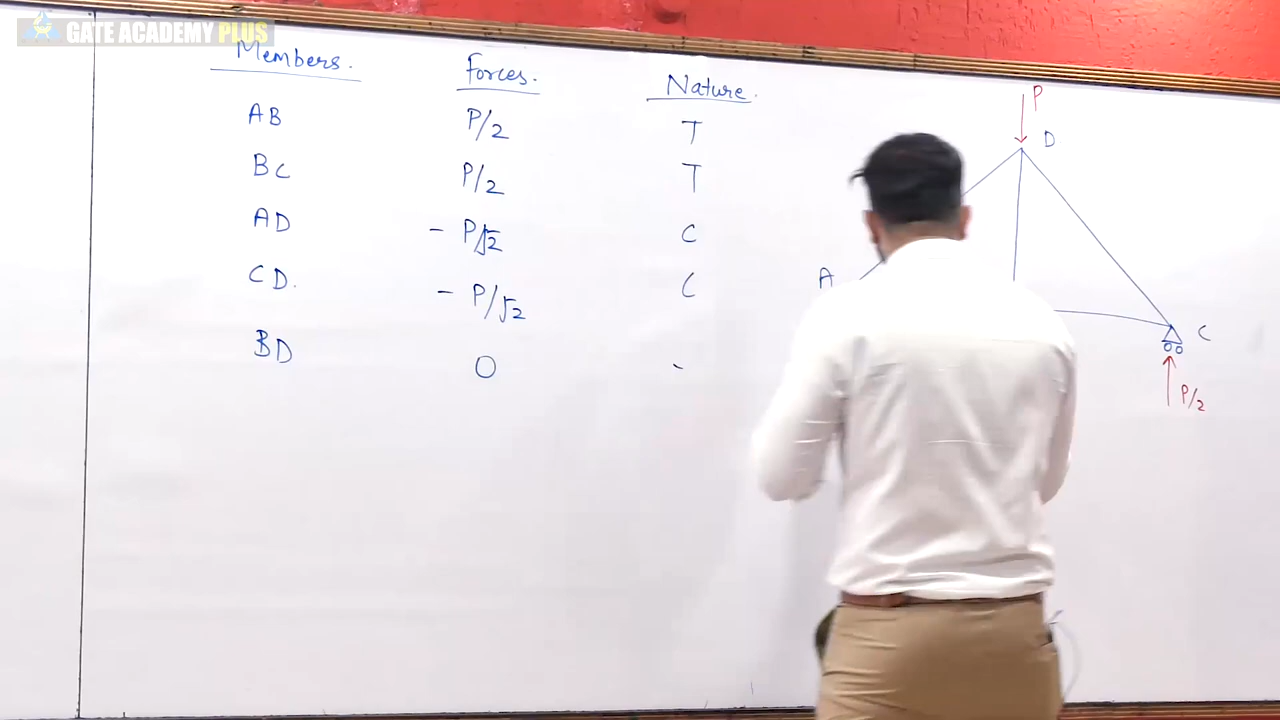 GATE ACADEMY PLUS
Members. Forces. Nature.
AB P/2 T
BC P/2 T
AD - P/√2 C
CD. - P/√2 C
BD 0 -
P
D
A
C
P/2